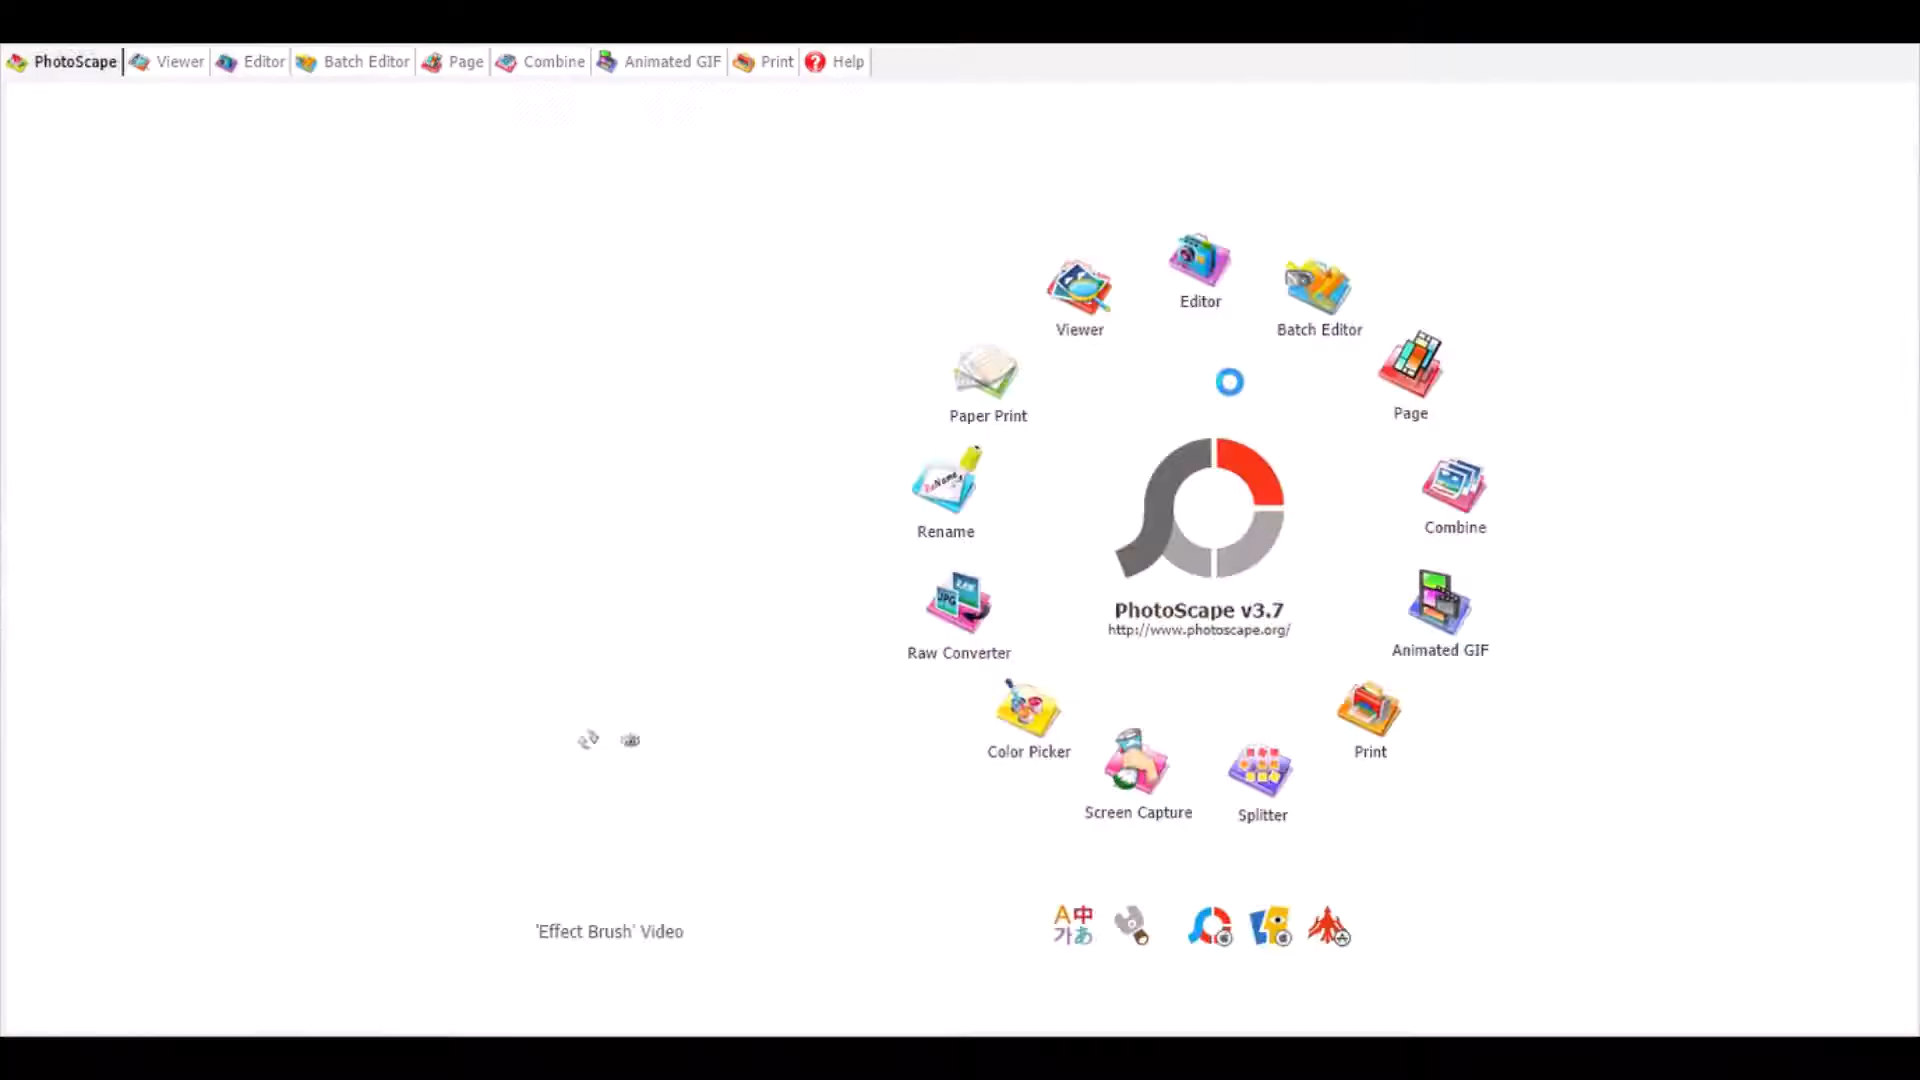 PhotoScape Viewer Editor Batch Editor Page Combine Animated GIF Print Help
Editor
Viewer
Batch Editor
Page
Paper Print
Combine
Rename
PhotoScape v3.7
http://www.photoscape.org/
Animated GIF
Raw Converter
Color Picker
Print
Screen Capture
Splitter
A中
가あ
'Effect Brush' Video